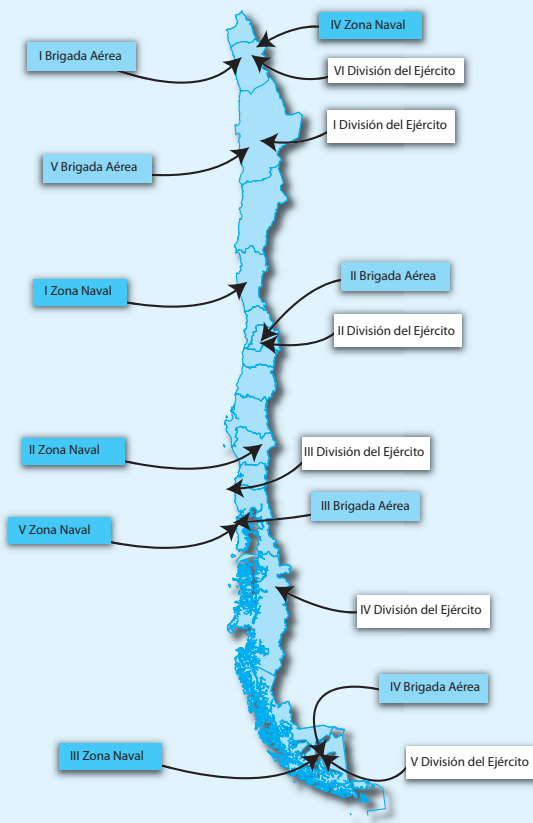 IV Zona Naval
I Brigada Aérea
VI División del Ejército
I División del Ejército
V Brigada Aérea
II Brigada Aérea
I Zona Naval
II División del Ejército
II Zona Naval
III División del Ejército
III Brigada Aérea
V Zona Naval
IV División del Ejército
IV Brigada Aérea
III Zona Naval
V División del Ejército